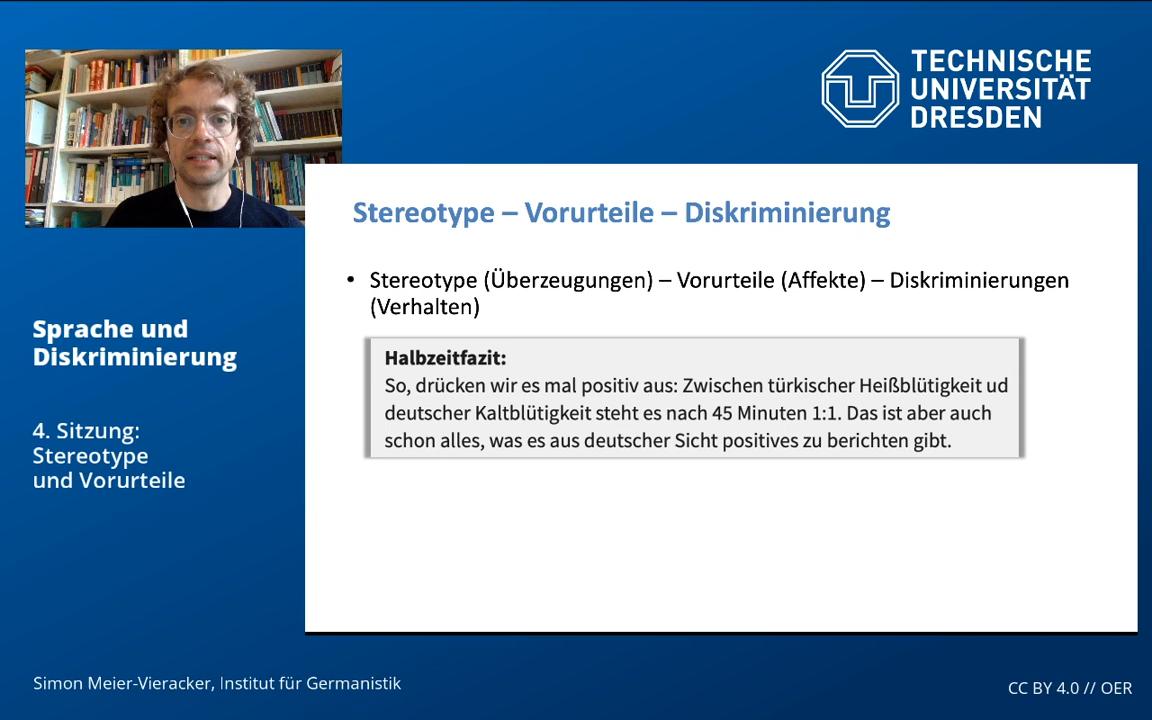 TECHNISCHE
UNIVERSITÄT
DRESDEN
Stereotype – Vorurteile – Diskriminierung
• Stereotype (Überzeugungen) – Vorurteile (Affekte) – Diskriminierungen
(Verhalten)
Halbzeitfazit:
So, drücken wir es mal positiv aus: Zwischen türkischer Heißblütigkeit ud
deutscher Kaltblütigkeit steht es nach 45 Minuten 1:1. Das ist aber auch
schon alles, was es aus deutscher Sicht positives zu berichten gibt.
Sprache und
Diskriminierung
4. Sitzung:
Stereotype
und Vorurteile
Simon Meier-Vieracker, Institut für Germanistik
CC BY 4.0 // OER